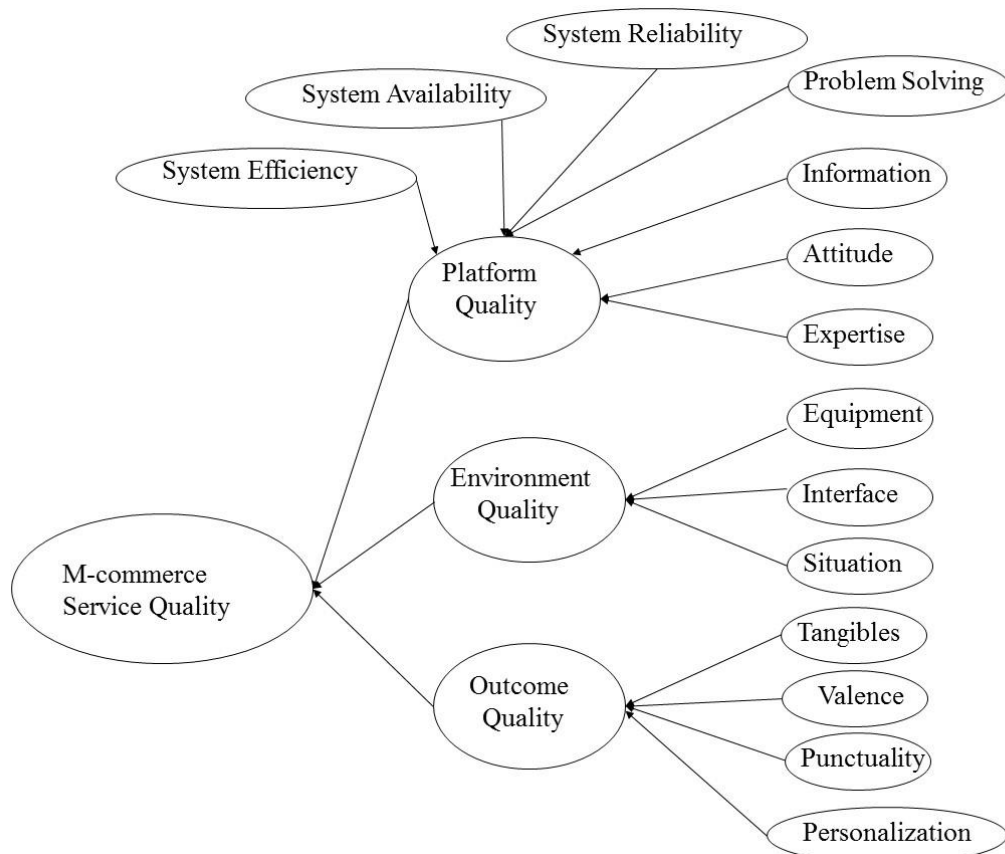 System Reliability
Problem Solving
System Availability
System Efficiency
Information
Attitude
Platform
Quality
Expertise
Equipment
Environment
Quality
Interface
Situation
M-commerce
Service Quality
Tangibles
Outcome
Quality
Valence
Punctuality
Personalization